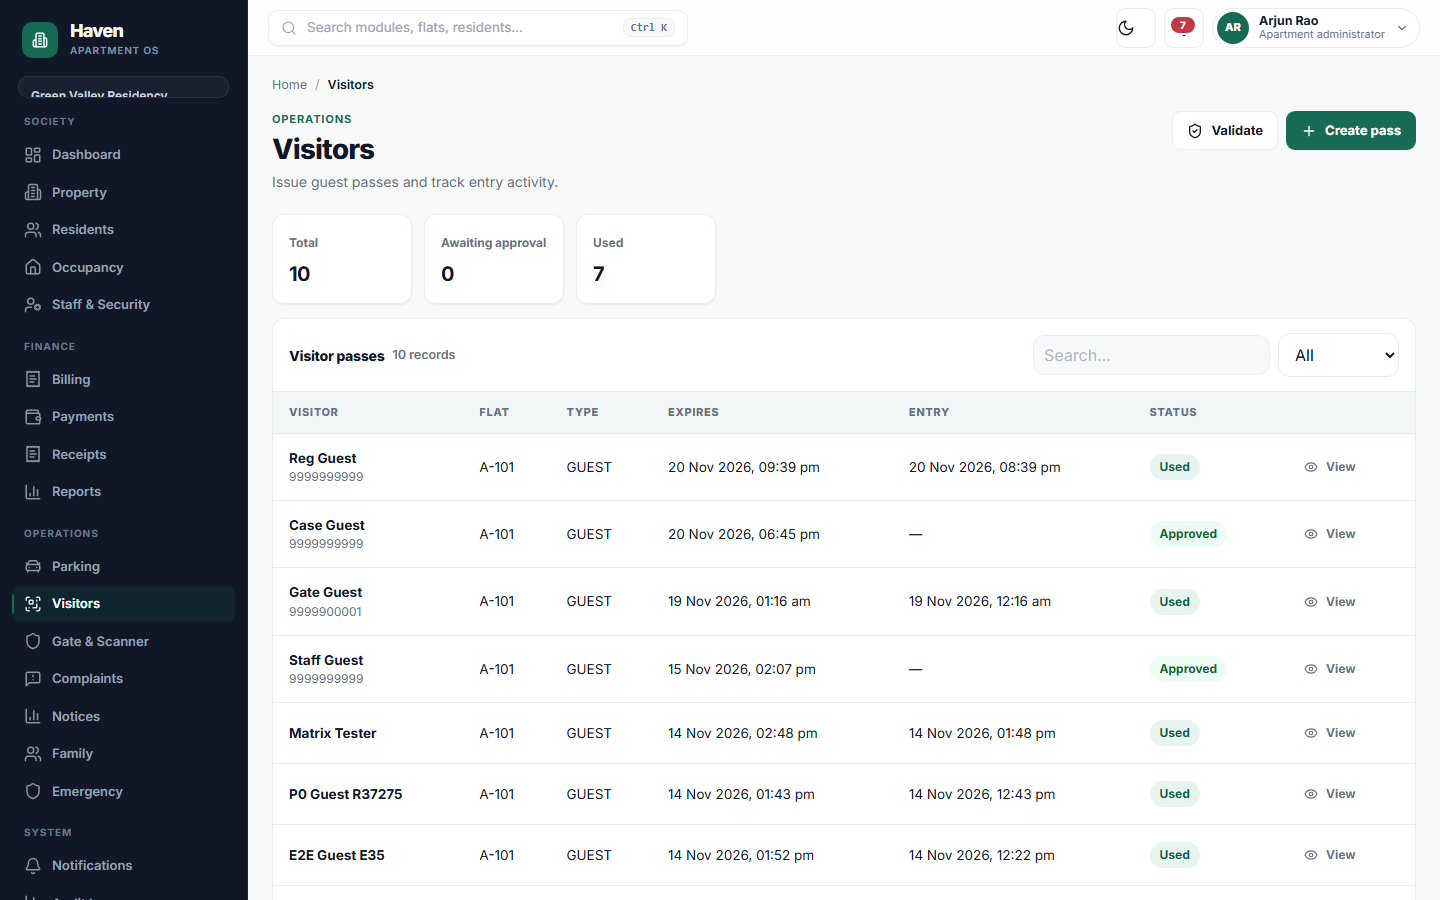 Haven
APARTMENT OS
Green Valley Residency
SOCIETY
Dashboard
Property
Residents
Occupancy
Staff & Security
FINANCE
Billing
Payments
Receipts
Reports
OPERATIONS
Parking
Visitors
Gate & Scanner
Complaints
Notices
Family
Emergency
SYSTEM
Notifications
Search modules, flats, residents...
Ctrl K
7
AR
Arjun Rao
Apartment administrator
Home / Visitors
OPERATIONS
Visitors
Issue guest passes and track entry activity.
Validate
Create pass
Total
10
Awaiting approval
0
Used
7
Visitor passes 10 records
Search...
All
VISITOR FLAT TYPE EXPIRES ENTRY STATUS
Reg Guest
9999999999
A-101 GUEST 20 Nov 2026, 09:39 pm 20 Nov 2026, 08:39 pm Used View
Case Guest
9999999999
A-101 GUEST 20 Nov 2026, 06:45 pm — Approved View
Gate Guest
9999900001
A-101 GUEST 19 Nov 2026, 01:16 am 19 Nov 2026, 12:16 am Used View
Staff Guest
9999999999
A-101 GUEST 15 Nov 2026, 02:07 pm — Approved View
Matrix Tester A-101 GUEST 14 Nov 2026, 02:48 pm 14 Nov 2026, 01:48 pm Used View
P0 Guest R37275 A-101 GUEST 14 Nov 2026, 01:43 pm 14 Nov 2026, 12:43 pm Used View
E2E Guest E35 A-101 GUEST 14 Nov 2026, 01:52 pm 14 Nov 2026, 12:22 pm Used View